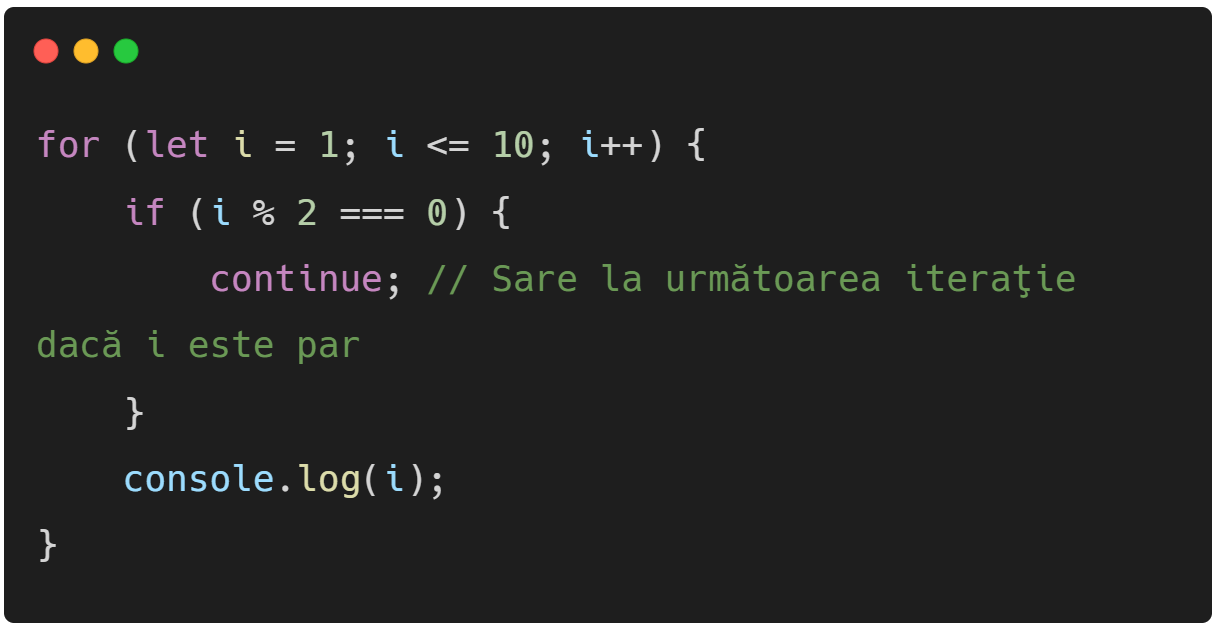 for (let i = 1; i <= 10; i++) {
    if (i % 2 === 0) {
        continue; // Sare la următoarea iteraţie
dacă i este par
    }
    console.log(i);
}